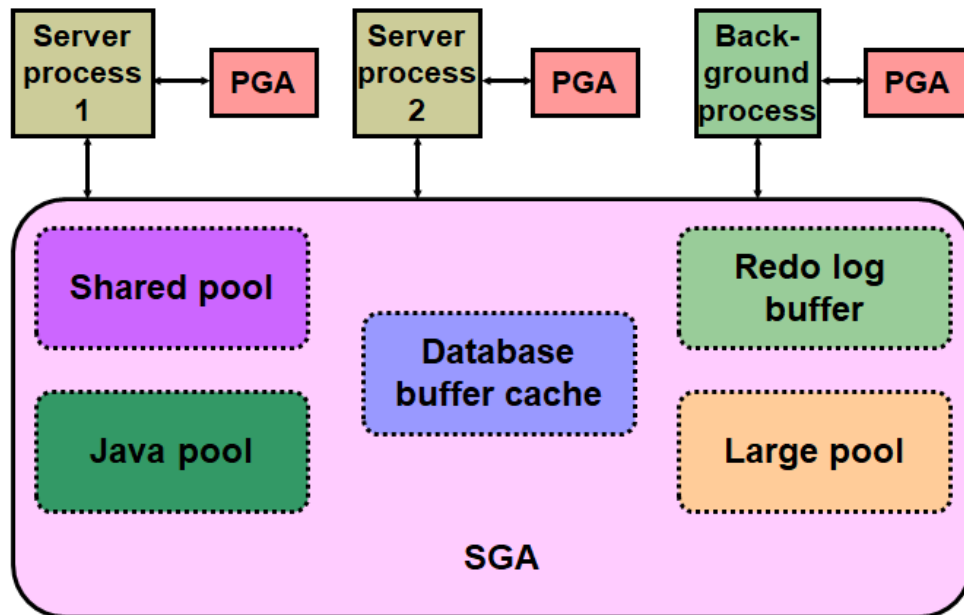 Server
process
1
PGA
Server
process
2
PGA
Back-
ground
process
PGA
Shared pool
Redo log
buffer
Database
buffer cache
Java pool
Large pool
SGA